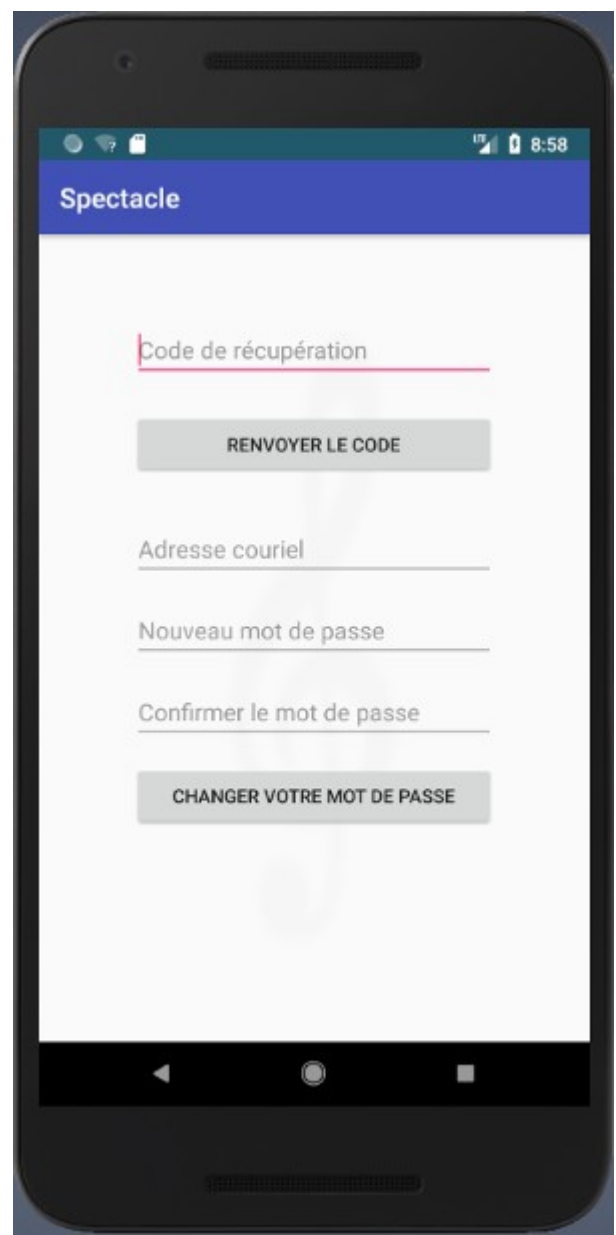 LTE 8:58
Spectacle
Code de récupération
RENVOYER LE CODE
Adresse couriel
Nouveau mot de passe
Confirmer le mot de passe
CHANGER VOTRE MOT DE PASSE